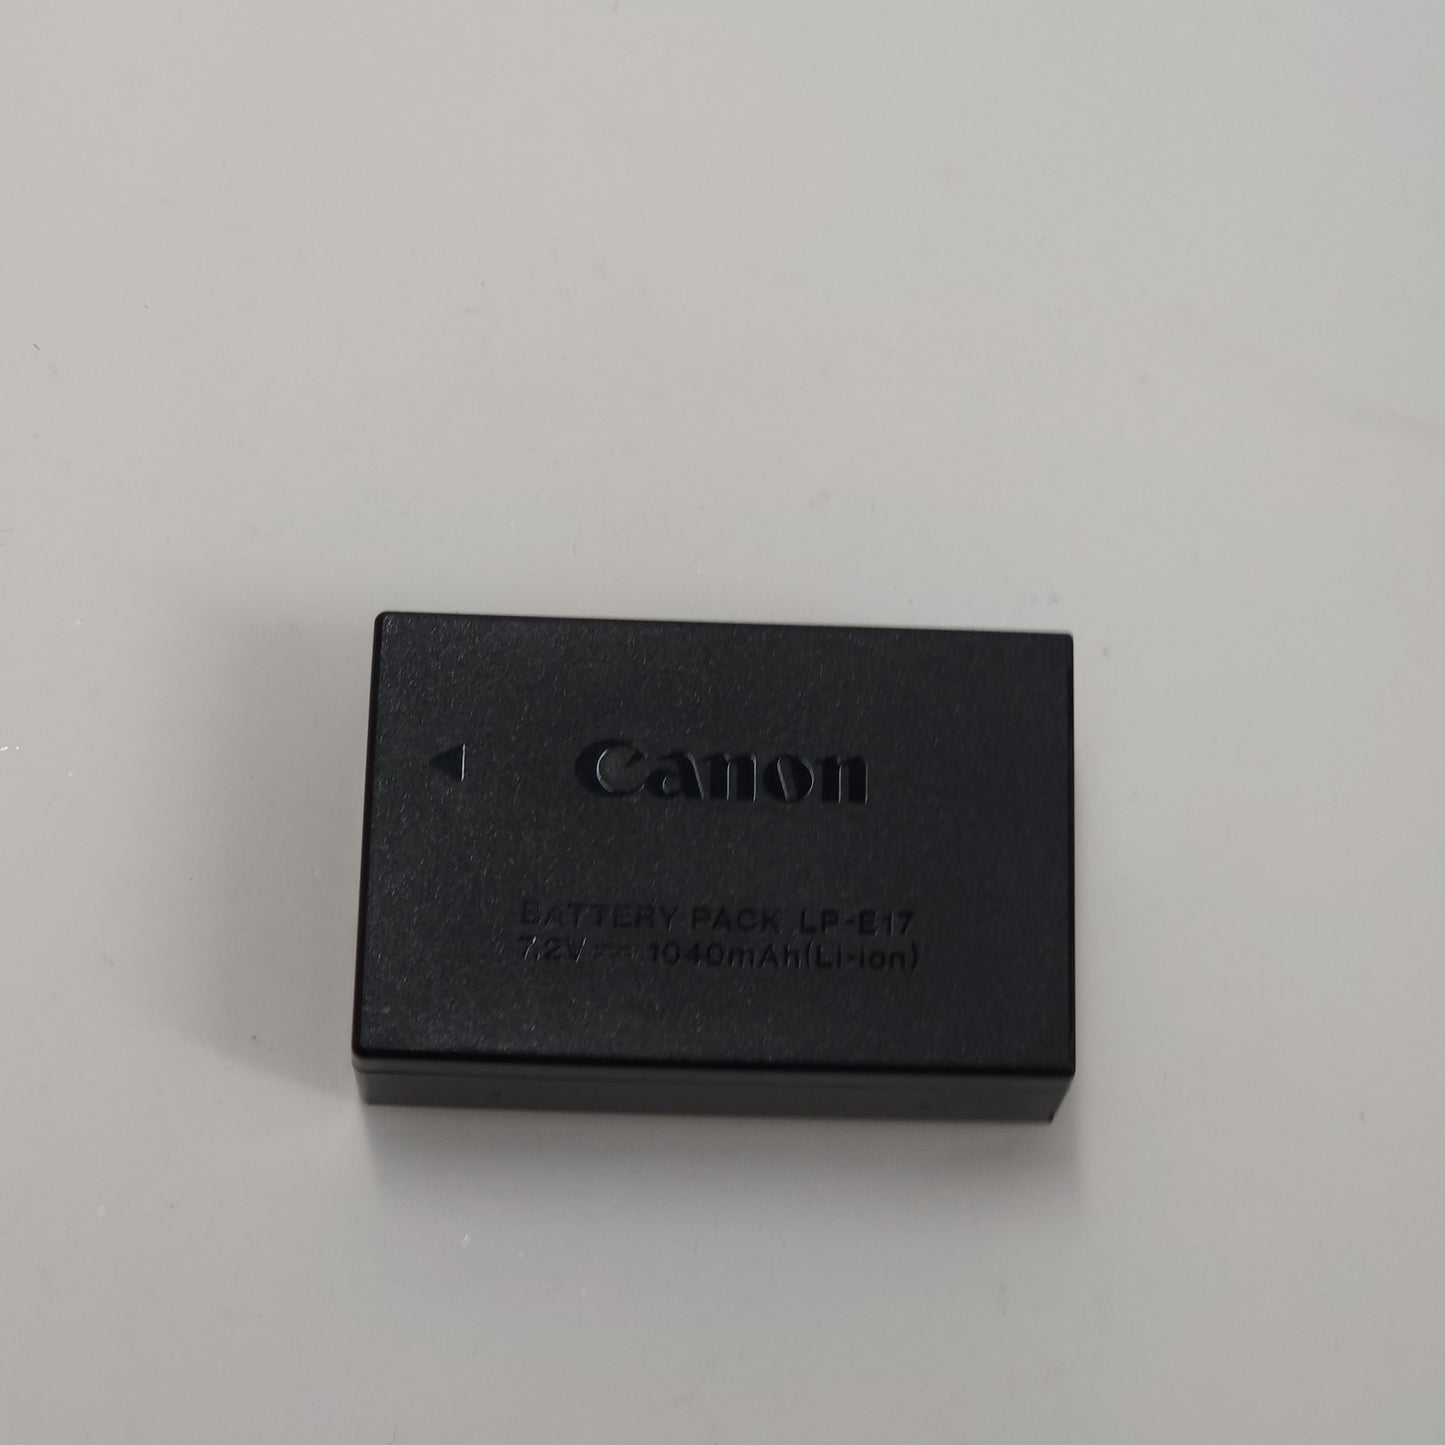 Canon
BATTERY PACK LP-E17
7.2V⎓1040mAh(Li-ion)